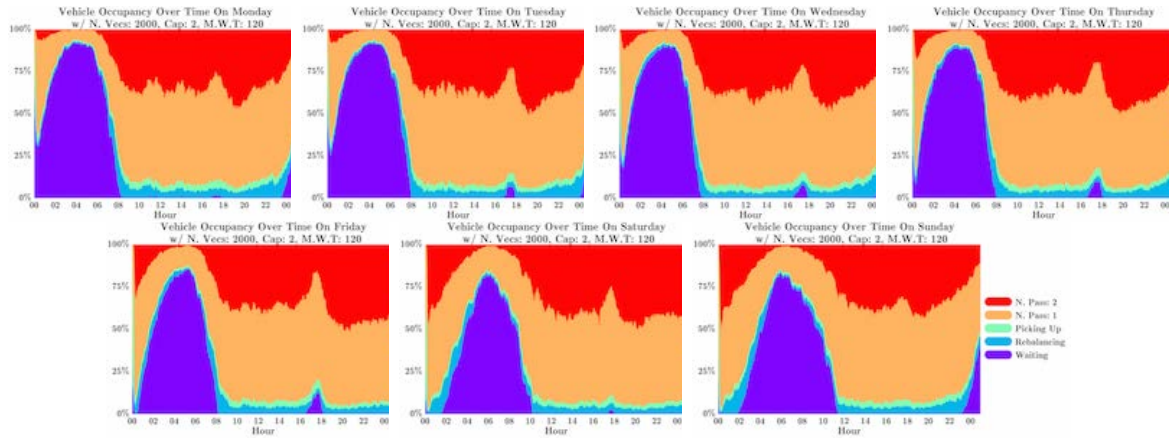 Vehicle Occupancy Over Time On Monday
w/ N. Vecs: 2000, Cap: 2, M.W.T: 120
100%
75%
50%
25%
0%
00 02 04 06 08 10 12 14 16 18 20 22 00
Hour
Vehicle Occupancy Over Time On Tuesday
w/ N. Vecs: 2000, Cap: 2, M.W.T: 120
100%
75%
50%
25%
0%
00 02 04 06 08 10 12 14 16 18 20 22 00
Hour
Vehicle Occupancy Over Time On Wednesday
w/ N. Vecs: 2000, Cap: 2, M.W.T: 120
100%
75%
50%
25%
0%
00 02 04 06 08 10 12 14 16 18 20 22 00
Hour
Vehicle Occupancy Over Time On Thursday
w/ N. Vecs: 2000, Cap: 2, M.W.T: 120
100%
75%
50%
25%
0%
00 02 04 06 08 10 12 14 16 18 20 22 00
Hour
Vehicle Occupancy Over Time On Friday
w/ N. Vecs: 2000, Cap: 2, M.W.T: 120
100%
75%
50%
25%
0%
00 02 04 06 08 10 12 14 16 18 20 22 00
Hour
Vehicle Occupancy Over Time On Saturday
w/ N. Vecs: 2000, Cap: 2, M.W.T: 120
100%
75%
50%
25%
0%
00 02 04 06 08 10 12 14 16 18 20 22 00
Hour
Vehicle Occupancy Over Time On Sunday
w/ N. Vecs: 2000, Cap: 2, M.W.T: 120
100%
75%
50%
25%
0%
00 02 04 06 08 10 12 14 16 18 20 22 00
Hour
N. Pass: 2
N. Pass: 1
Picking Up
Rebalancing
Waiting